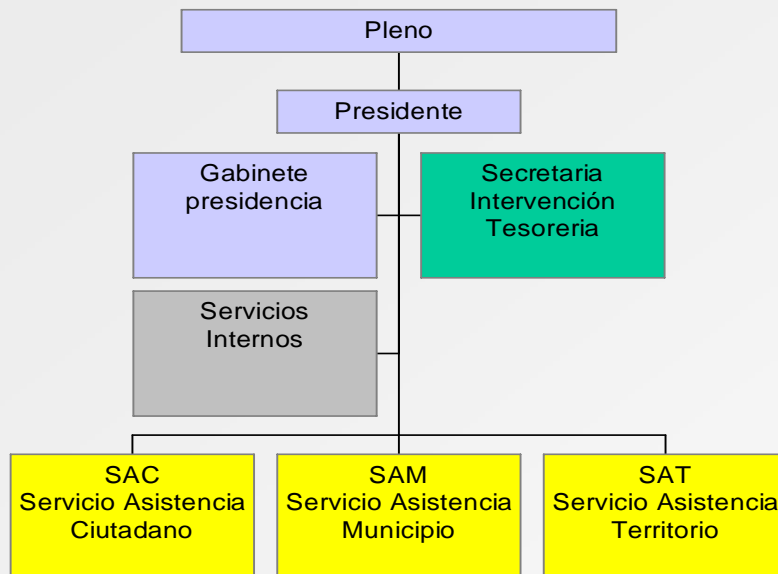 Pleno
Presidente
Gabinete
presidencia
Secretaria
Intervención
Tesoreria
Servicios
Internos
SAC
Servicio Asistencia
Ciutadano
SAM
Servicio Asistencia
Municipio
SAT
Servicio Asistencia
Territorio